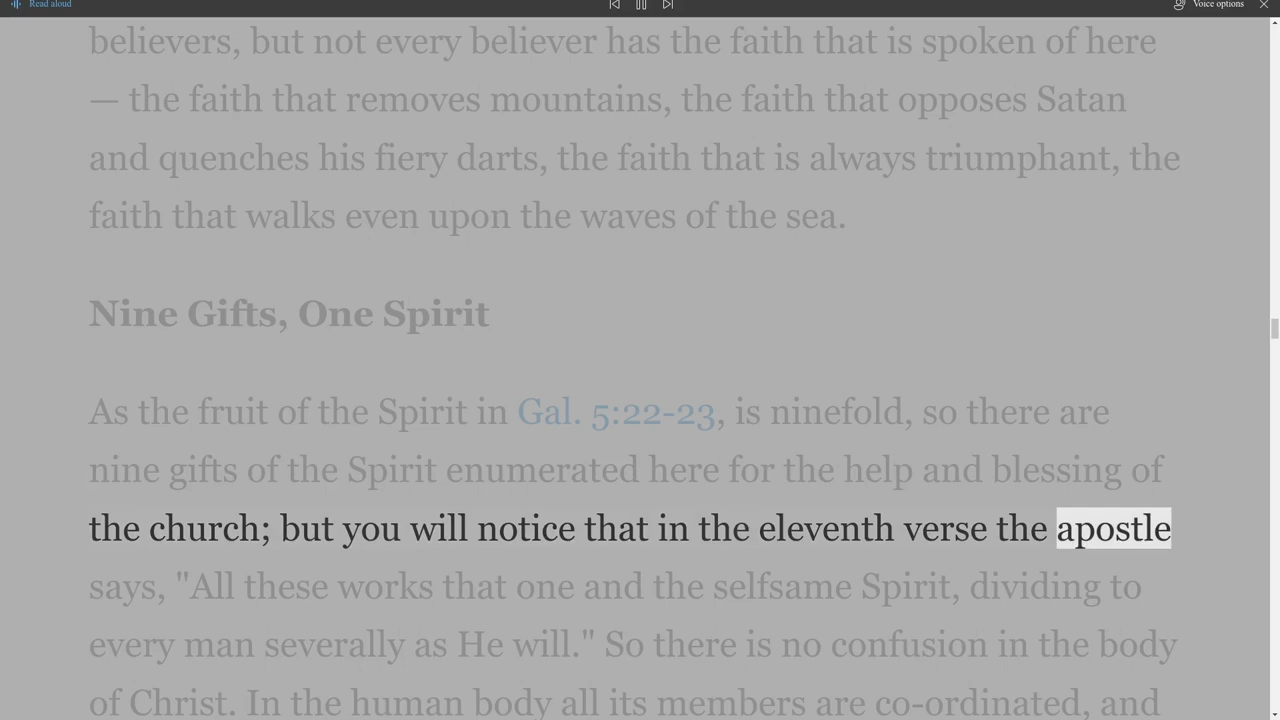 Read aloud
Voice options
believers, but not every believer has the faith that is spoken of here
— the faith that removes mountains, the faith that opposes Satan
and quenches his fiery darts, the faith that is always triumphant, the
faith that walks even upon the waves of the sea.
Nine Gifts, One Spirit
As the fruit of the Spirit in Gal. 5:22-23, is ninefold, so there are
nine gifts of the Spirit enumerated here for the help and blessing of
the church; but you will notice that in the eleventh verse the apostle
says, "All these works that one and the selfsame Spirit, dividing to
every man severally as He will." So there is no confusion in the body
of Christ. In the human body all its members are co-ordinated, and